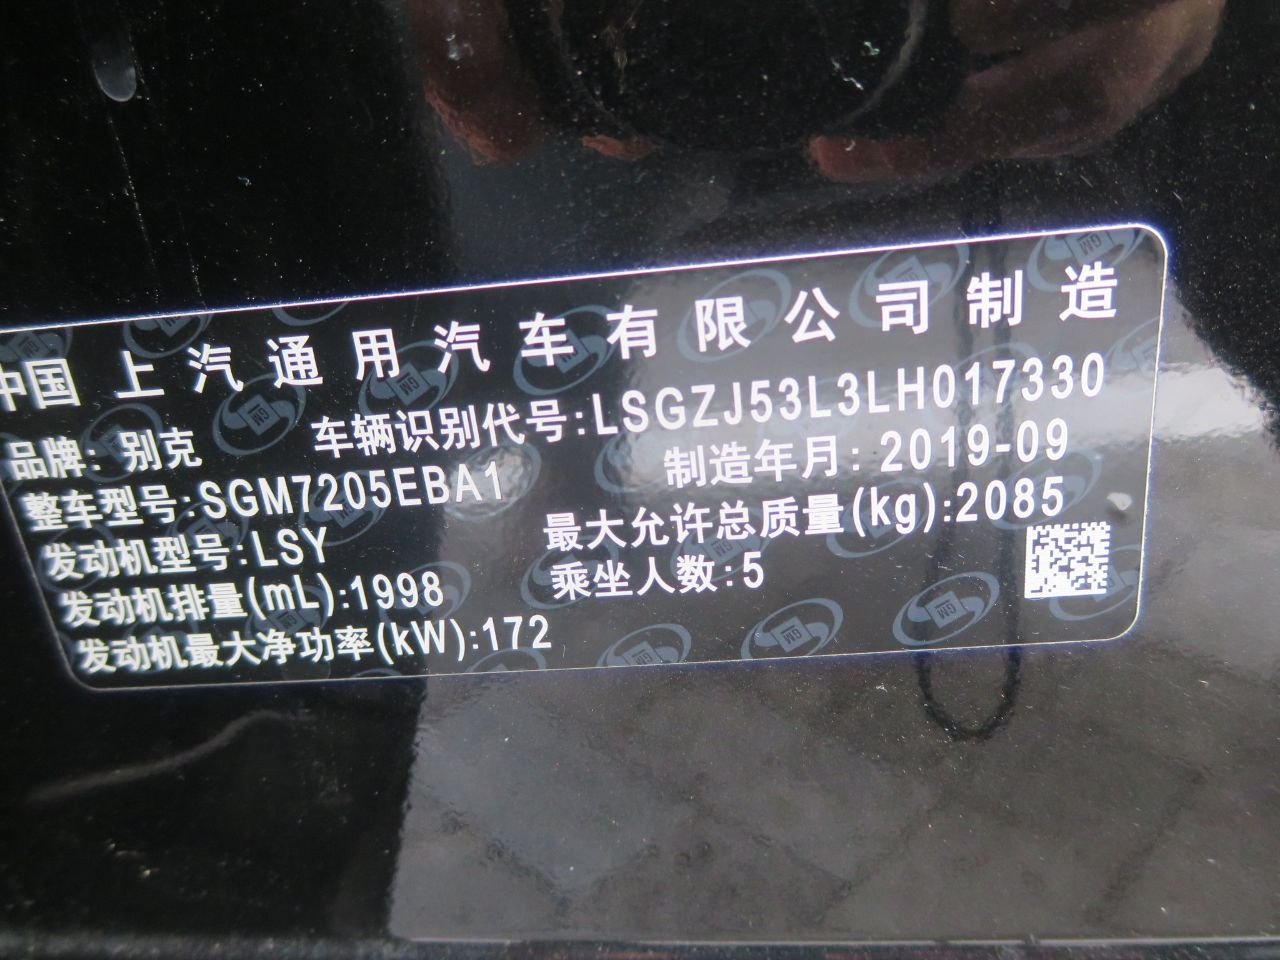 中国 上汽通用汽车有限公司制造
品牌: 别克 车辆识别代号:LSGZJ53L3LH017330
整车型号:SGM7205EBA1 制造年月: 2019-09
发动机型号:LSY 最大允许总质量(kg):2085
发动机排量(mL):1998 乘坐人数:5
发动机最大净功率(kW):172